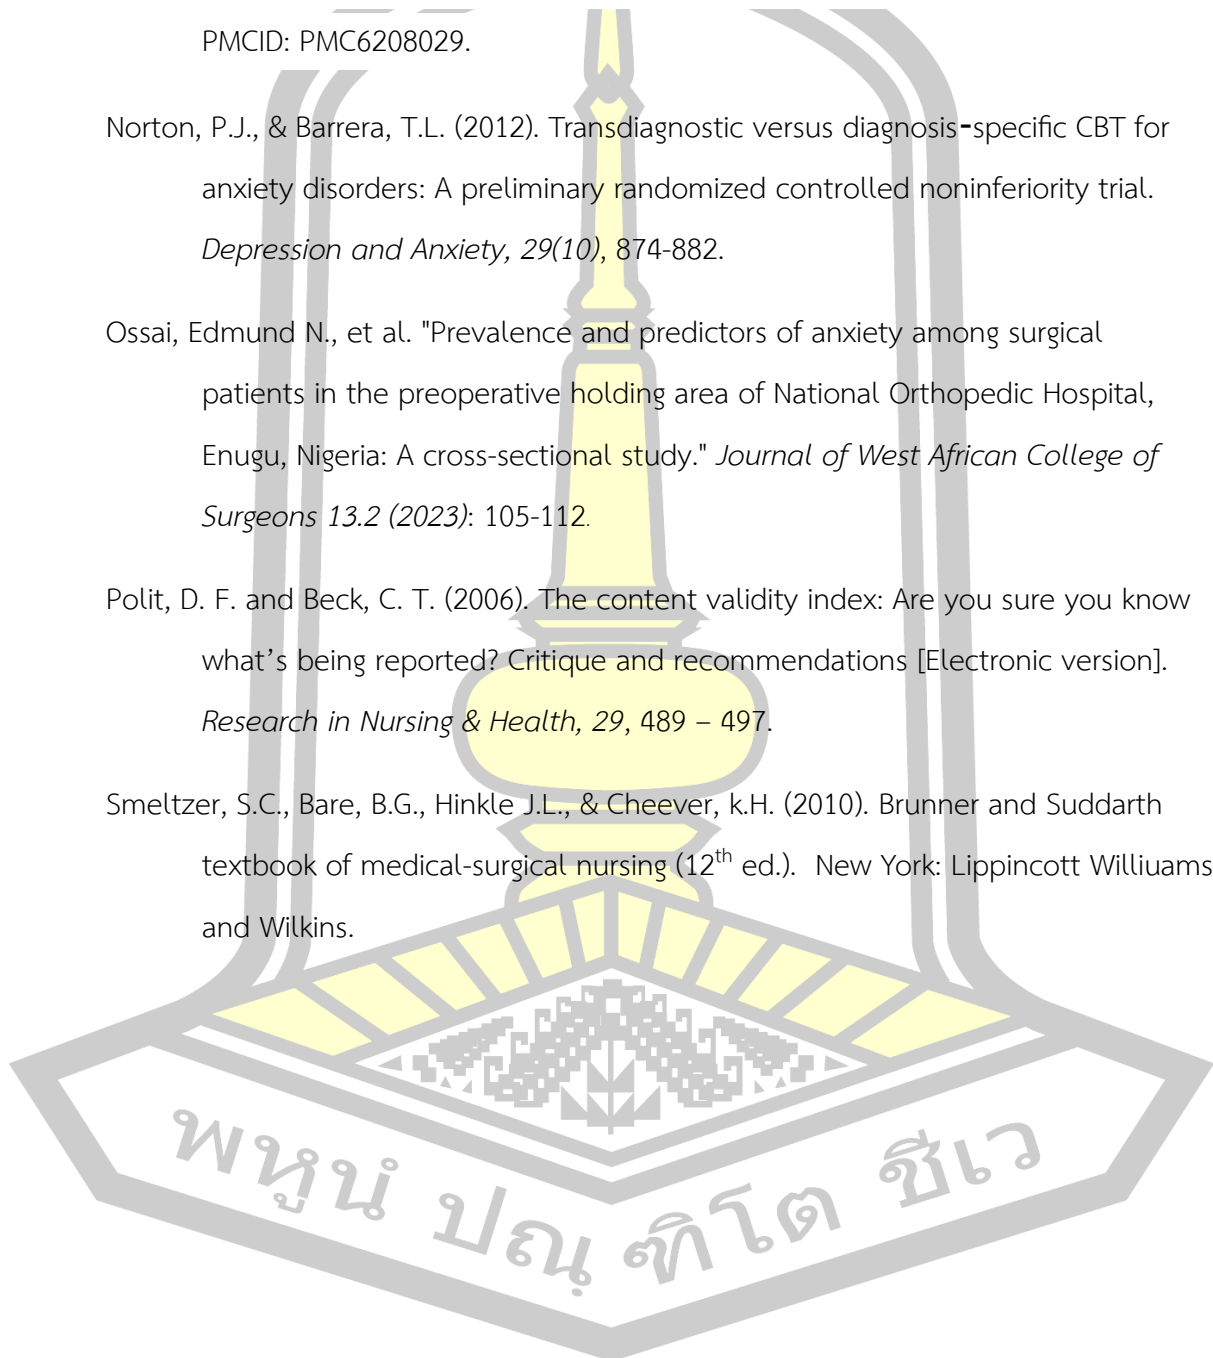 PMCID: PMC6208029.
Norton, P.J., & Barrera, T.L. (2012). Transdiagnostic versus diagnosis-specific CBT for
anxiety disorders: A preliminary randomized controlled noninferiority trial.
Depression and Anxiety, 29(10), 874-882.
Ossai, Edmund N., et al. "Prevalence and predictors of anxiety among surgical
patients in the preoperative holding area of National Orthopedic Hospital,
Enugu, Nigeria: A cross-sectional study." Journal of West African College of
Surgeons 13.2 (2023): 105-112.
Polit, D. F. and Beck, C. T. (2006). The content validity index: Are you sure you know
what’s being reported? Critique and recommendations [Electronic version].
Research in Nursing & Health, 29, 489 – 497.
Smeltzer, S.C., Bare, B.G., Hinkle J.L., & Cheever, k.H. (2010). Brunner and Suddarth
textbook of medical-surgical nursing (12th ed.). New York: Lippincott Williuams
and Wilkins.
พหูนํ ปณฺ ฑิโต ชีเว